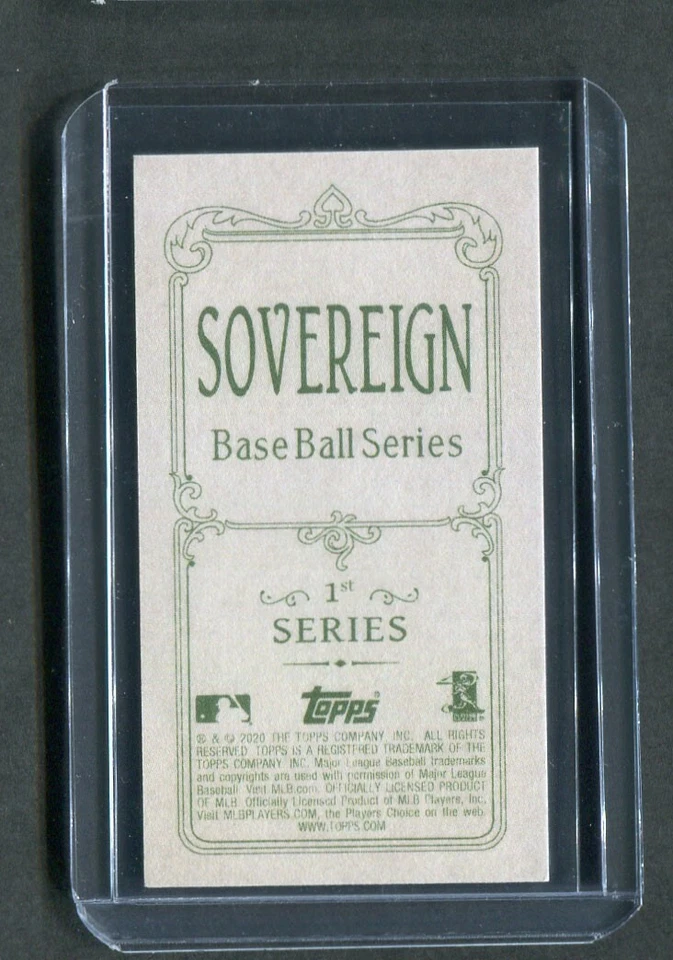 SOVEREIGN
Base Ball Series
1st
SERIES
Topps®
® & © 2020 THE TOPPS COMPANY, INC. ALL RIGHTS
RESERVED. TOPPS IS A REGISTERED TRADEMARK OF THE
TOPPS COMPANY, INC. Major League Baseball trademarks
and copyrights are used with permission of Major League
Baseball. Visit MLB.com. OFFICIALLY LICENSED PRODUCT
OF MLB Officially Licensed Product of MLB Players, Inc.
Visit MLBPLAYERS.COM, the Players Choice on the web.
WWW.TOPPS.COM